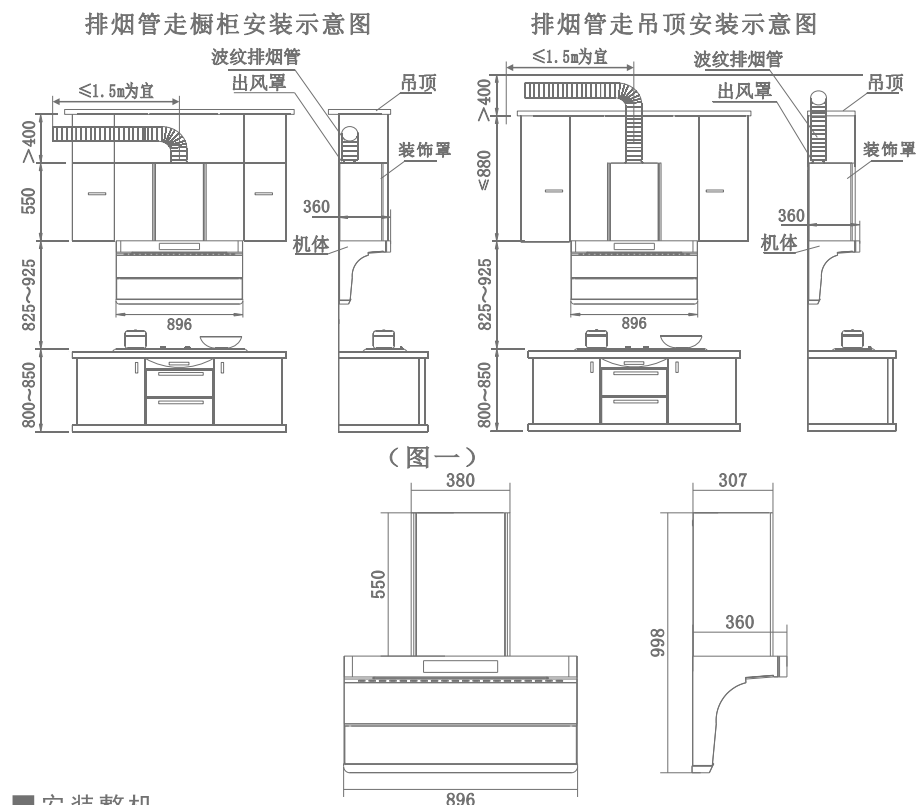 排烟管走橱柜安装示意图
≤1.5m为宜
波纹排烟管
出风罩
吊顶
装饰罩
机体
>400
550
825～925
800～850
360
896
排烟管走吊顶安装示意图
≤1.5m为宜
波纹排烟管
出风罩
吊顶
装饰罩
机体
>400
≤880
825～925
800～850
360
896
（图一）
380
550
896
307
360
998
安装整机